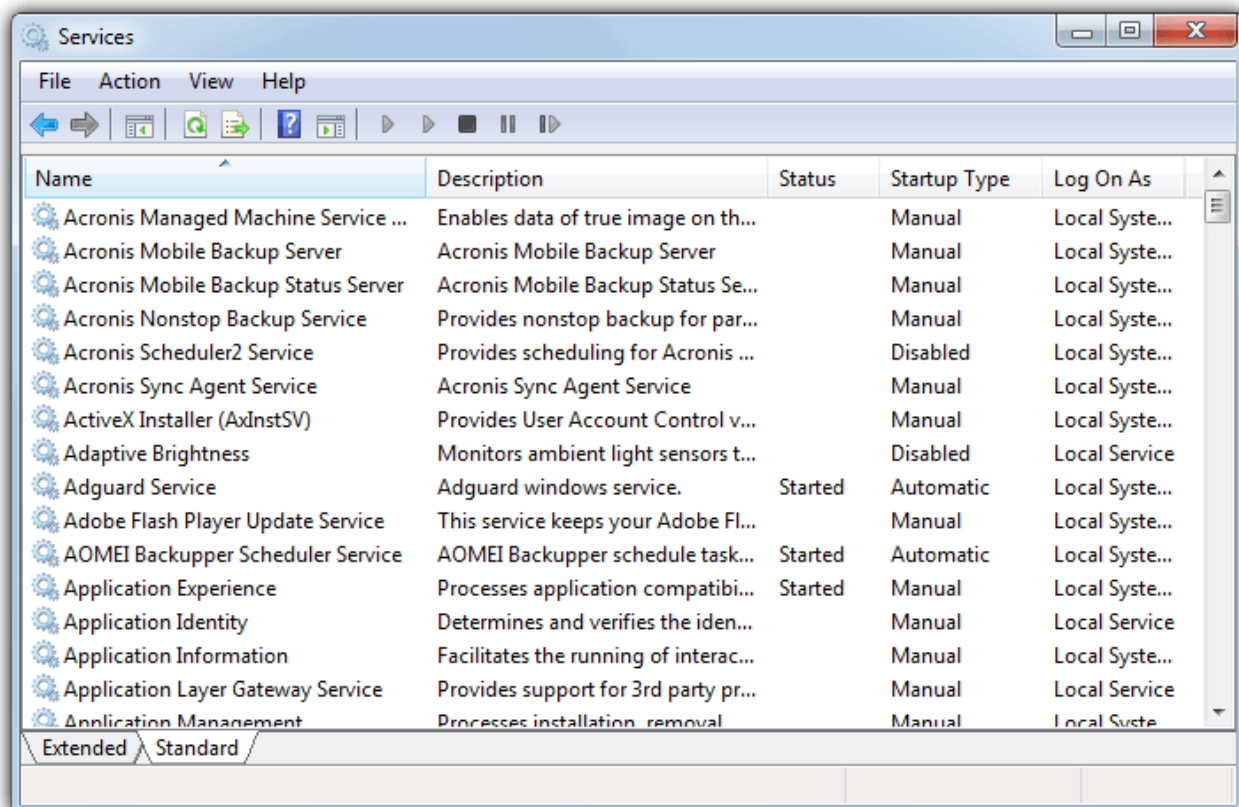 Services
File Action View Help
Name Description Status Startup Type Log On As
Acronis Managed Machine Service ... Enables data of true image on th... Manual Local Syste...
Acronis Mobile Backup Server Acronis Mobile Backup Server Manual Local Syste...
Acronis Mobile Backup Status Server Acronis Mobile Backup Status Se... Manual Local Syste...
Acronis Nonstop Backup Service Provides nonstop backup for par... Manual Local Syste...
Acronis Scheduler2 Service Provides scheduling for Acronis ... Disabled Local Syste...
Acronis Sync Agent Service Acronis Sync Agent Service Manual Local Syste...
ActiveX Installer (AxInstSV) Provides User Account Control v... Manual Local Syste...
Adaptive Brightness Monitors ambient light sensors t... Disabled Local Service
Adguard Service Adguard windows service. Started Automatic Local Syste...
Adobe Flash Player Update Service This service keeps your Adobe Fl... Manual Local Syste...
AOMEI Backupper Scheduler Service AOMEI Backupper schedule task... Started Automatic Local Syste...
Application Experience Processes application compatibi... Started Manual Local Syste...
Application Identity Determines and verifies the iden... Manual Local Service
Application Information Facilitates the running of interac... Manual Local Syste...
Application Layer Gateway Service Provides support for 3rd party pr... Manual Local Service
Application Management Processes installation, removal Manual Local Syste
Extended Standard